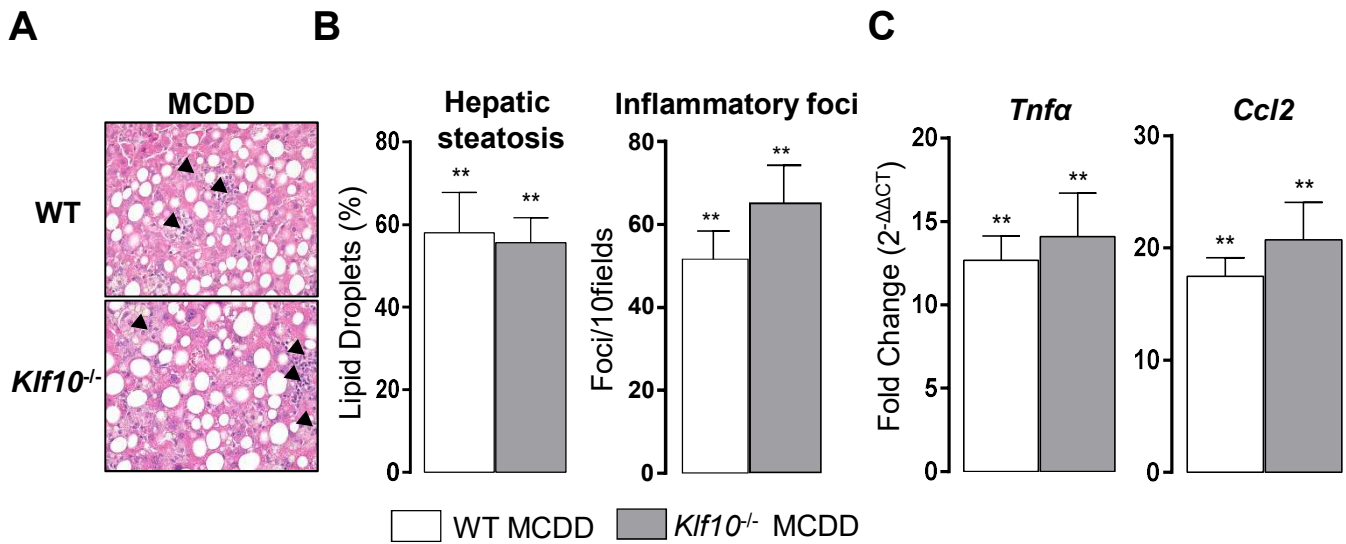 A
B
C
MCDD
WT
Klf10-/-
Hepatic
steatosis
Lipid Droplets (%)
80
60
40
20
0
**
**
Inflammatory foci
Foci/10fields
80
60
40
20
0
**
**
Tnfα
Fold Change (2-ΔΔCT)
20
15
10
5
0
**
**
Ccl2
30
20
10
0
**
**
WT MCDD
Klf10-/- MCDD